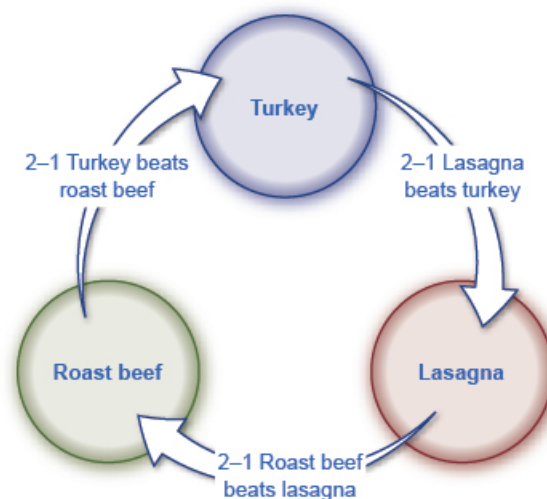 Turkey
2–1 Turkey beats
roast beef
2–1 Lasagna
beats turkey
Roast beef
Lasagna
2–1 Roast beef
beats lasagna